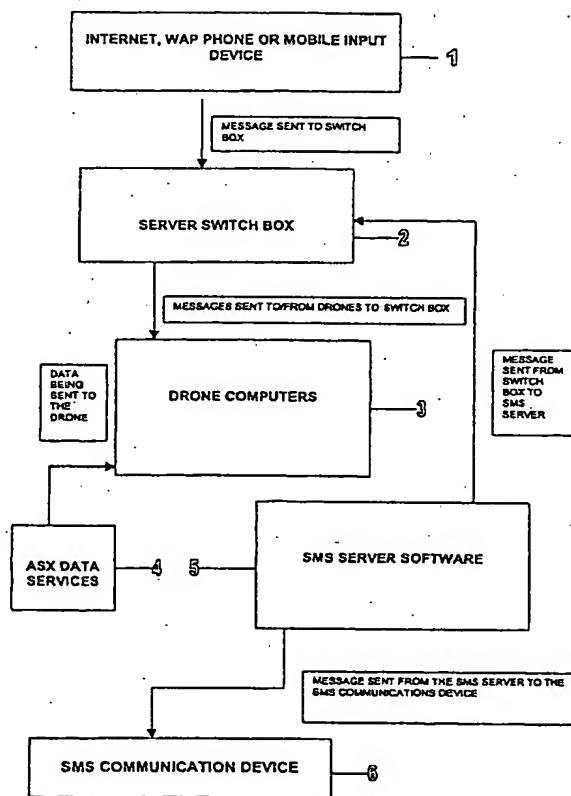 INTERNET, WAP PHONE OR MOBILE INPUT
DEVICE
1
MESSAGE SENT TO SWITCH
BOX
SERVER SWITCH BOX
2
MESSAGES SENT TO/FROM DRONES TO SWITCH BOX
DATA
BEING
SENT TO
THE
DRONE
DRONE COMPUTERS
3
MESSAGE
SENT FROM
SWITCH
BOX TO
SMS
SERVER
ASX DATA
SERVICES
4
5
SMS SERVER SOFTWARE
MESSAGE SENT FROM THE SMS SERVER TO THE
SMS COMMUNICATIONS DEVICE
SMS COMMUNICATION DEVICE
6